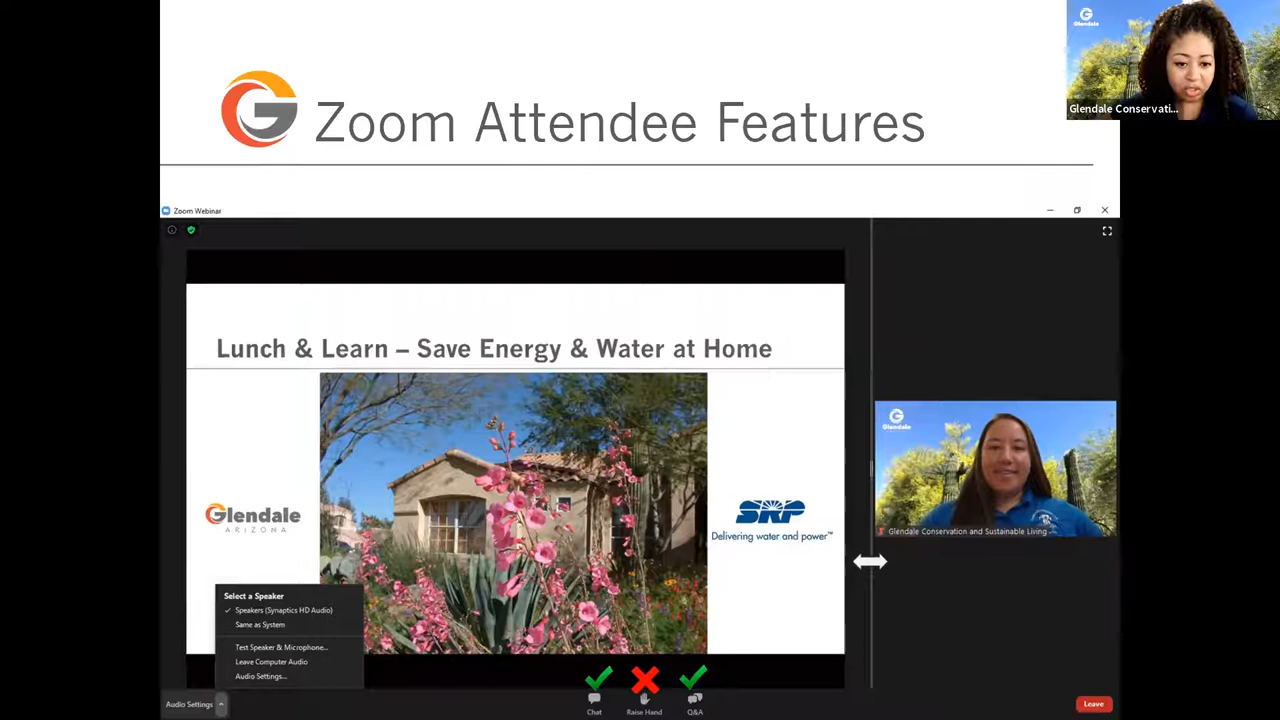 Glendale
Glendale Conservati...
G Zoom Attendee Features
Zoom Webinar
Lunch & Learn – Save Energy & Water at Home
Glendale
ARIZONA
SRP
Delivering water and power™
Glendale
Glendale Conservation and Sustainable Living
Select a Speaker
Speakers (Synaptics HD Audio)
Same as System
Test Speaker & Microphone...
Leave Computer Audio
Audio Settings...
Audio Settings
Chat
Raise Hand
Q&A
Leave